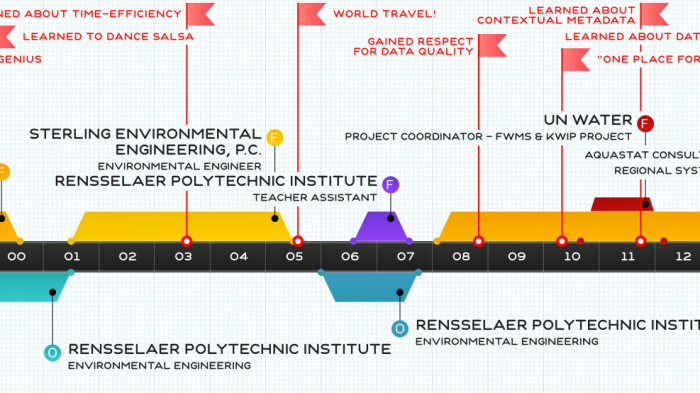 NED ABOUT TIME-EFFICIENCY
WORLD TRAVEL!
LEARNED ABOUT
CONTEXTUAL METADATA
LEARNED TO DANCE SALSA
GAINED RESPECT
FOR DATA QUALITY
LEARNED ABOUT DAT
GENIUS
"ONE PLACE FOR
UN WATER F
PROJECT COORDINATOR – FWMS & KWIP PROJECT
STERLING ENVIRONMENTAL F
ENGINEERING, P.C.
ENVIRONMENTAL ENGINEER
AQUASTAT CONSULT
REGIONAL SYST
F
RENSSELAER POLYTECHNIC INSTITUTE F
TEACHER ASSISTANT
00 01 02 03 04 05 06 07 08 09 10 11 12
O RENSSELAER POLYTECHNIC INSTIT
ENVIRONMENTAL ENGINEERING
O RENSSELAER POLYTECHNIC INSTITUTE
ENVIRONMENTAL ENGINEERING